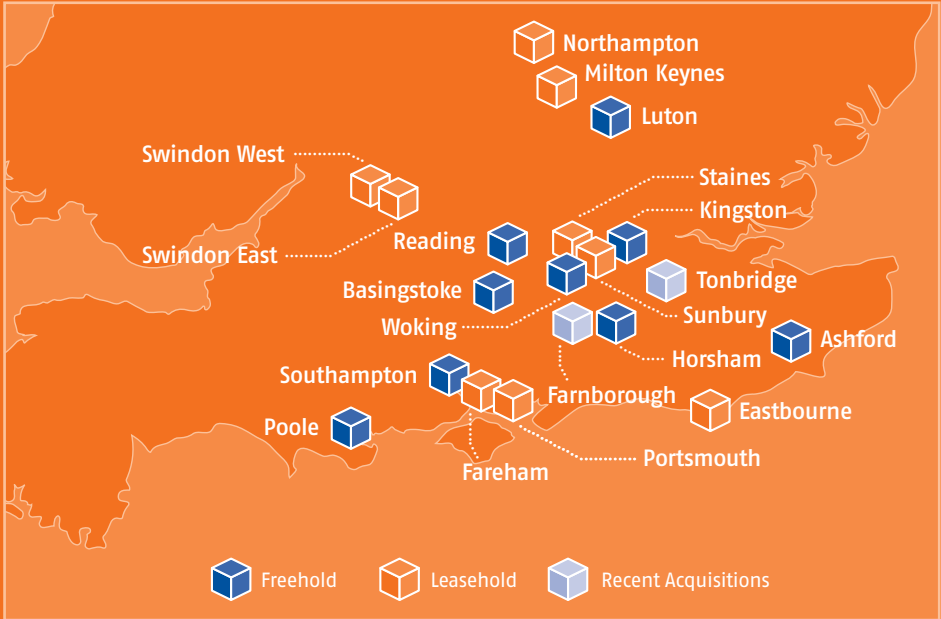 Northampton
Milton Keynes
Luton
Swindon West
Staines
Kingston
Reading
Swindon East
Tonbridge
Basingstoke
Sunbury
Woking
Ashford
Horsham
Southampton
Farnborough
Eastbourne
Poole
Portsmouth
Fareham
Freehold
Leasehold
Recent Acquisitions